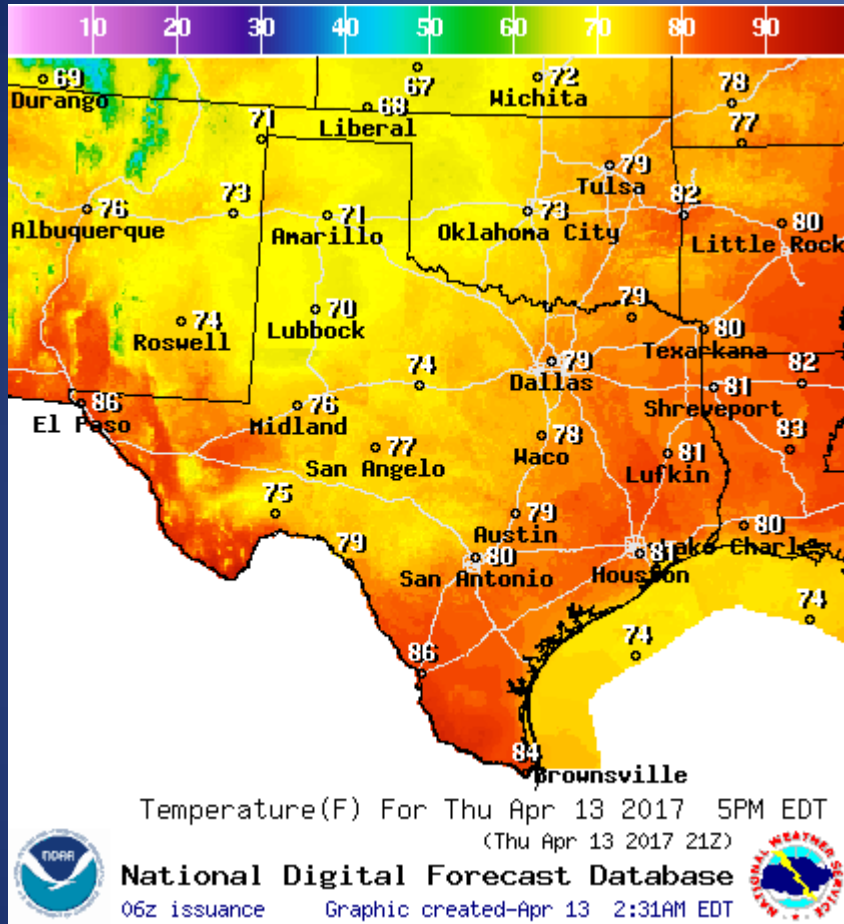 10 20 30 40 50 60 70 80 90
69 67 72 78
Durango 68 Wichita
71 Liberal 77
79
Tulsa
76 73 71 73 82 80
Albuquerque Amarillo Oklahoma City Little Rock
74 70 79 80
Roswell Lubbock Texarkana
74 79 82
Dallas 81
86 76 Shreveport
El Paso Midland
77 78 81 83
San Angelo Waco Lufkin
75 79 80
Austin Lake Charles
79 80 81
San Antonio Houston
74
86 74
84
Brownsville
Temperature(F) For Thu Apr 13 2017 5PM EDT
(Thu Apr 13 2017 21Z)
National Digital Forecast Database
06z issuance Graphic created-Apr 13 2:31AM EDT
NOAA
NATIONAL WEATHER SERVICE